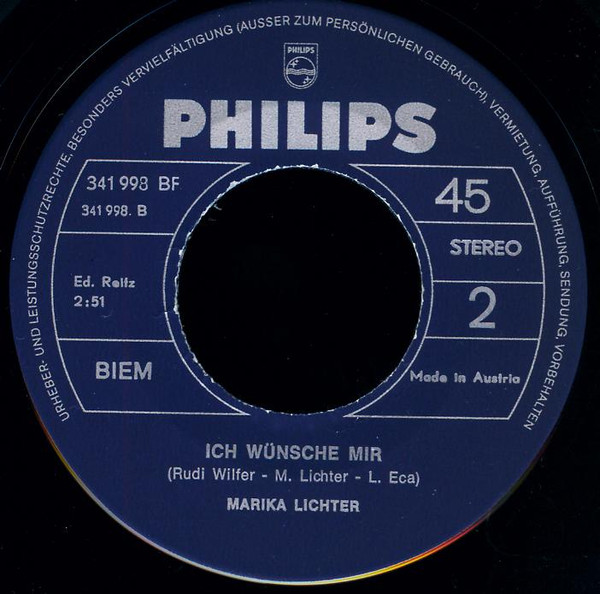 URHEBER- UND LEISTUNGSSCHUTZRECHTE, BESONDERS VERVIELFÄLTIGUNG (AUSSER ZUM PERSÖNLICHEN GEBRAUCH), VERMIETUNG, AUFFÜHRUNG, SENDUNG, VORBEHALTEN
PHILIPS
PHILIPS
341 998 BF
341 998. B
45
STEREO
Ed. Reitz
2:51
2
BIEM
Made in Austria
ICH WÜNSCHE MIR
(Rudi Wilfer - M. Lichter - L. Eca)
MARIKA LICHTER